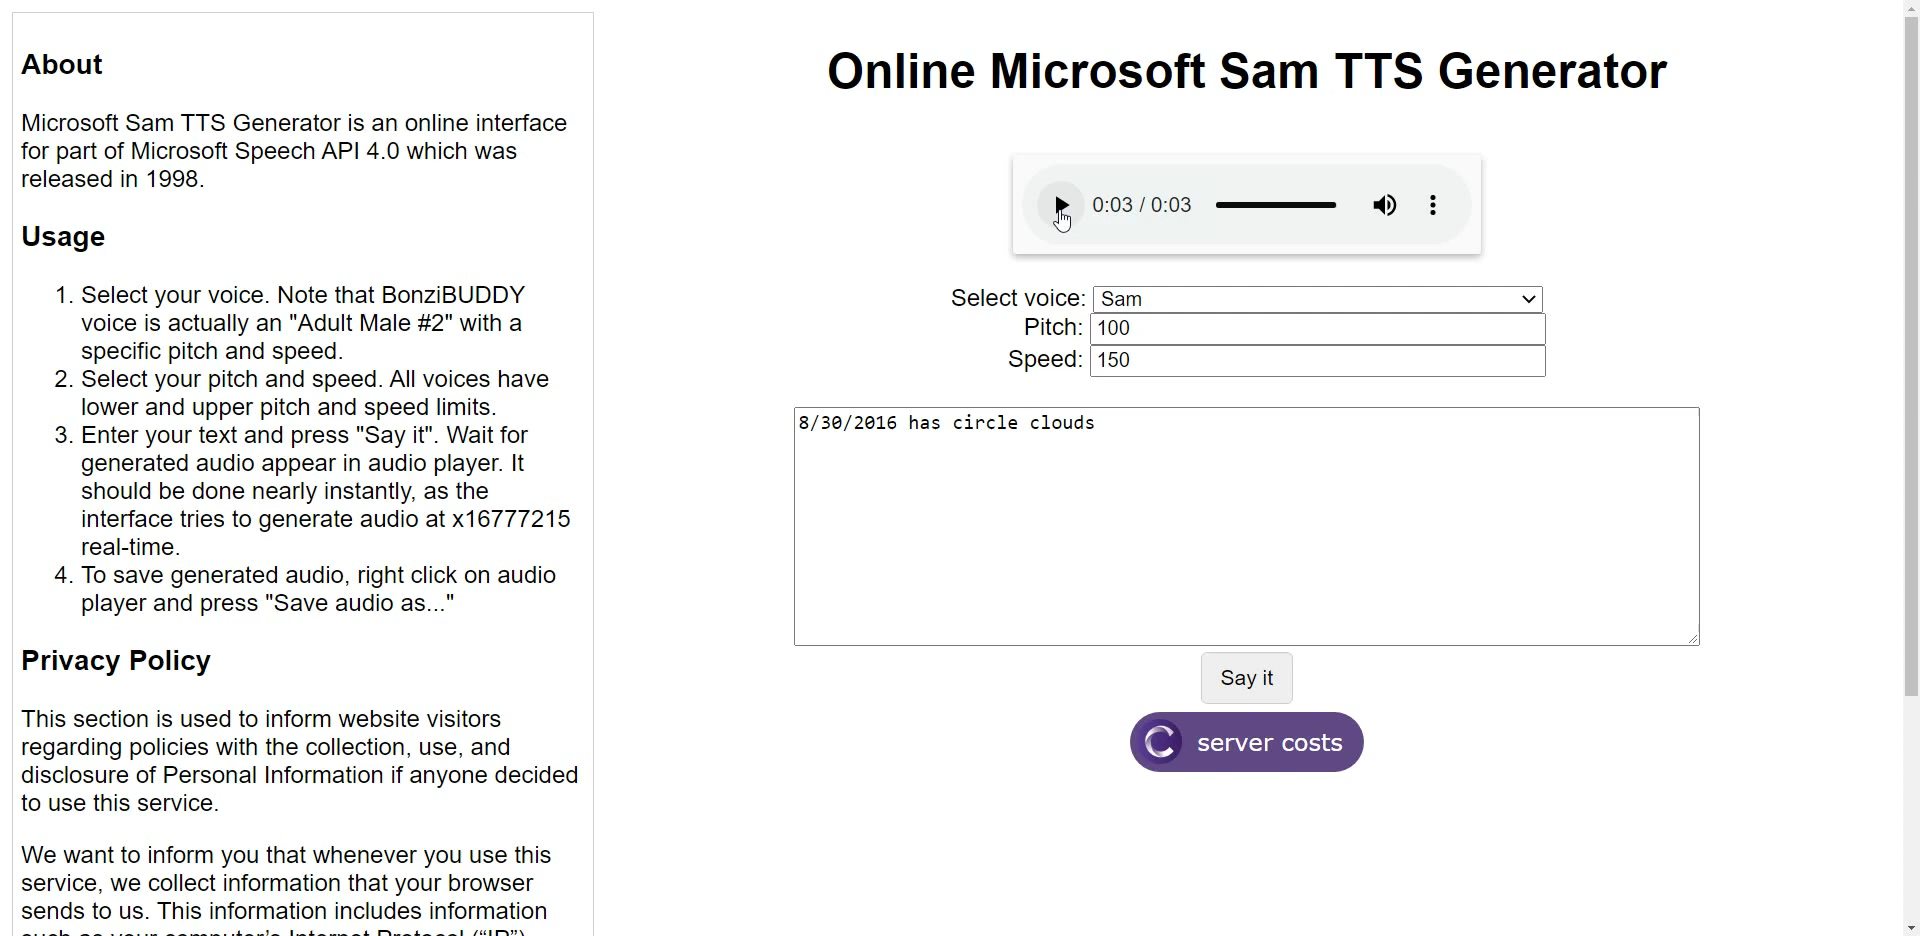 About
Microsoft Sam TTS Generator is an online interface
for part of Microsoft Speech API 4.0 which was
released in 1998.
Usage
1. Select your voice. Note that BonziBUDDY
voice is actually an "Adult Male #2" with a
specific pitch and speed.
2. Select your pitch and speed. All voices have
lower and upper pitch and speed limits.
3. Enter your text and press "Say it". Wait for
generated audio appear in audio player. It
should be done nearly instantly, as the
interface tries to generate audio at x16777215
real-time.
4. To save generated audio, right click on audio
player and press "Save audio as..."
Privacy Policy
This section is used to inform website visitors
regarding policies with the collection, use, and
disclosure of Personal Information if anyone decided
to use this service.
We want to inform you that whenever you use this
service, we collect information that your browser
sends to us. This information includes information
such as your computer's Internet Protocol ("IP")
Online Microsoft Sam TTS Generator
0:03 / 0:03
Select voice: Sam
Pitch: 100
Speed: 150
8/30/2016 has circle clouds
Say it
server costs